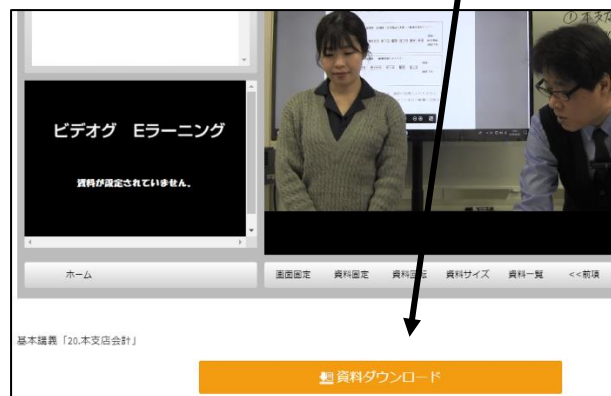 ①本支
ビデオグ Eラーニング
資料が設定されていません。
ホーム
画面固定 資料固定 資料回転 資料サイズ 資料一覧 <<前項
基本講義「20.本支店会計」
資料ダウンロード